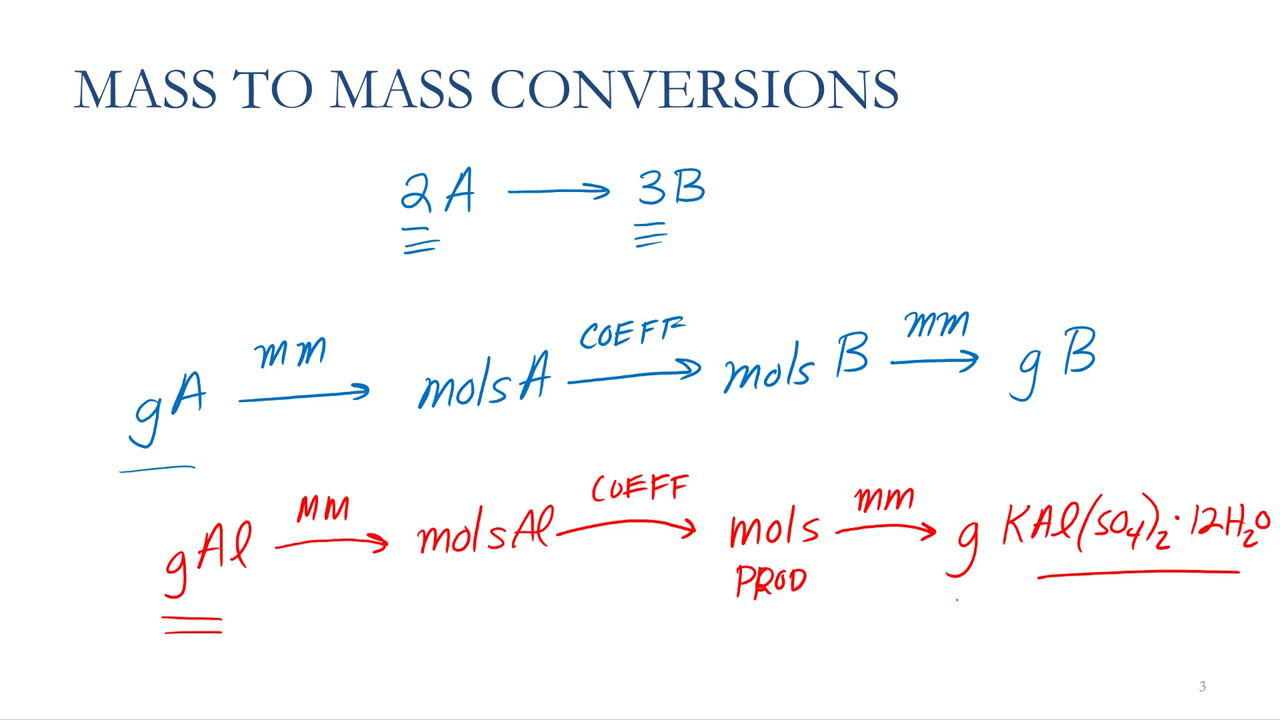 MASS TO MASS CONVERSIONS
2A → 3B
gA —MM→ mols A —COEFF→ mols B —MM→ g B
gAl —MM→ mols Al —COEFF→ mols PROD —MM→ g KAl(SO₄)₂·12H₂O
3